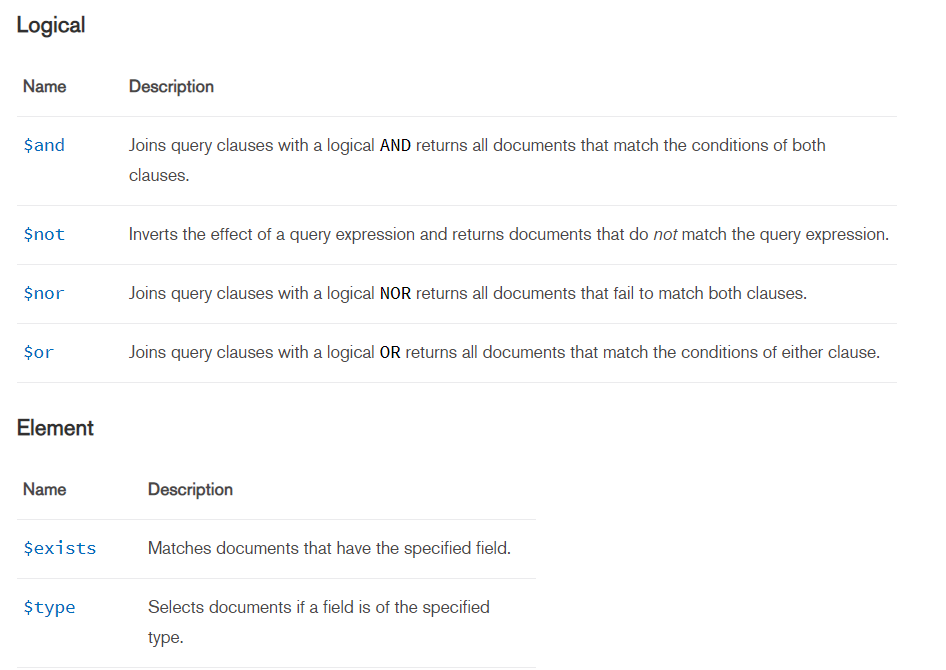 Logical
Name Description
$and Joins query clauses with a logical AND returns all documents that match the conditions of both
clauses.
$not Inverts the effect of a query expression and returns documents that do not match the query expression.
$nor Joins query clauses with a logical NOR returns all documents that fail to match both clauses.
$or Joins query clauses with a logical OR returns all documents that match the conditions of either clause.
Element
Name Description
$exists Matches documents that have the specified field.
$type Selects documents if a field is of the specified
type.